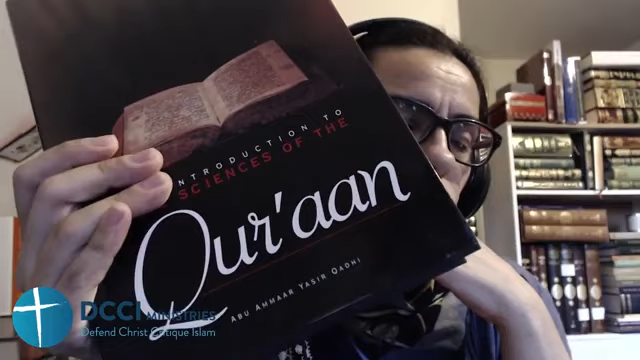 INTRODUCTION TO
SCIENCES OF THE
Qur'aan
ABU AMMAAR YASIR QADHI
DCCI MINISTRIES
Defend Christ Critique Islam